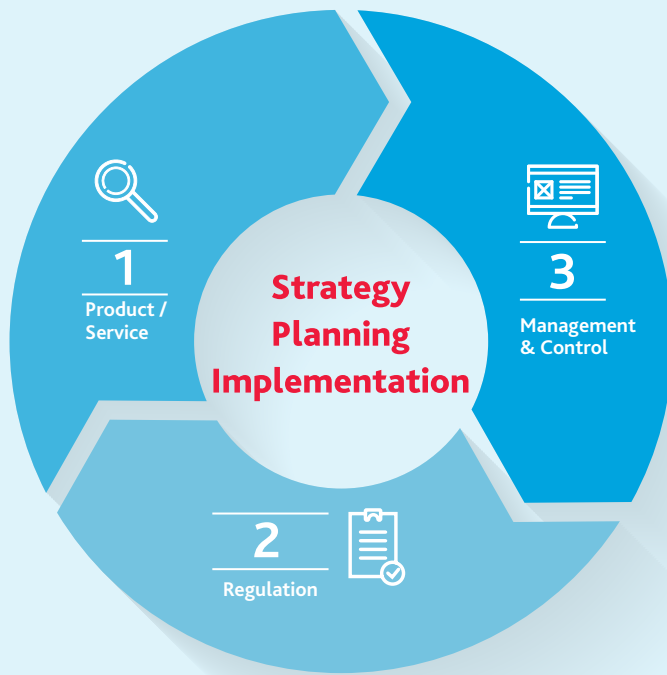 1
Product /
Service
Strategy
Planning
Implementation
3
Management
& Control
2
Regulation